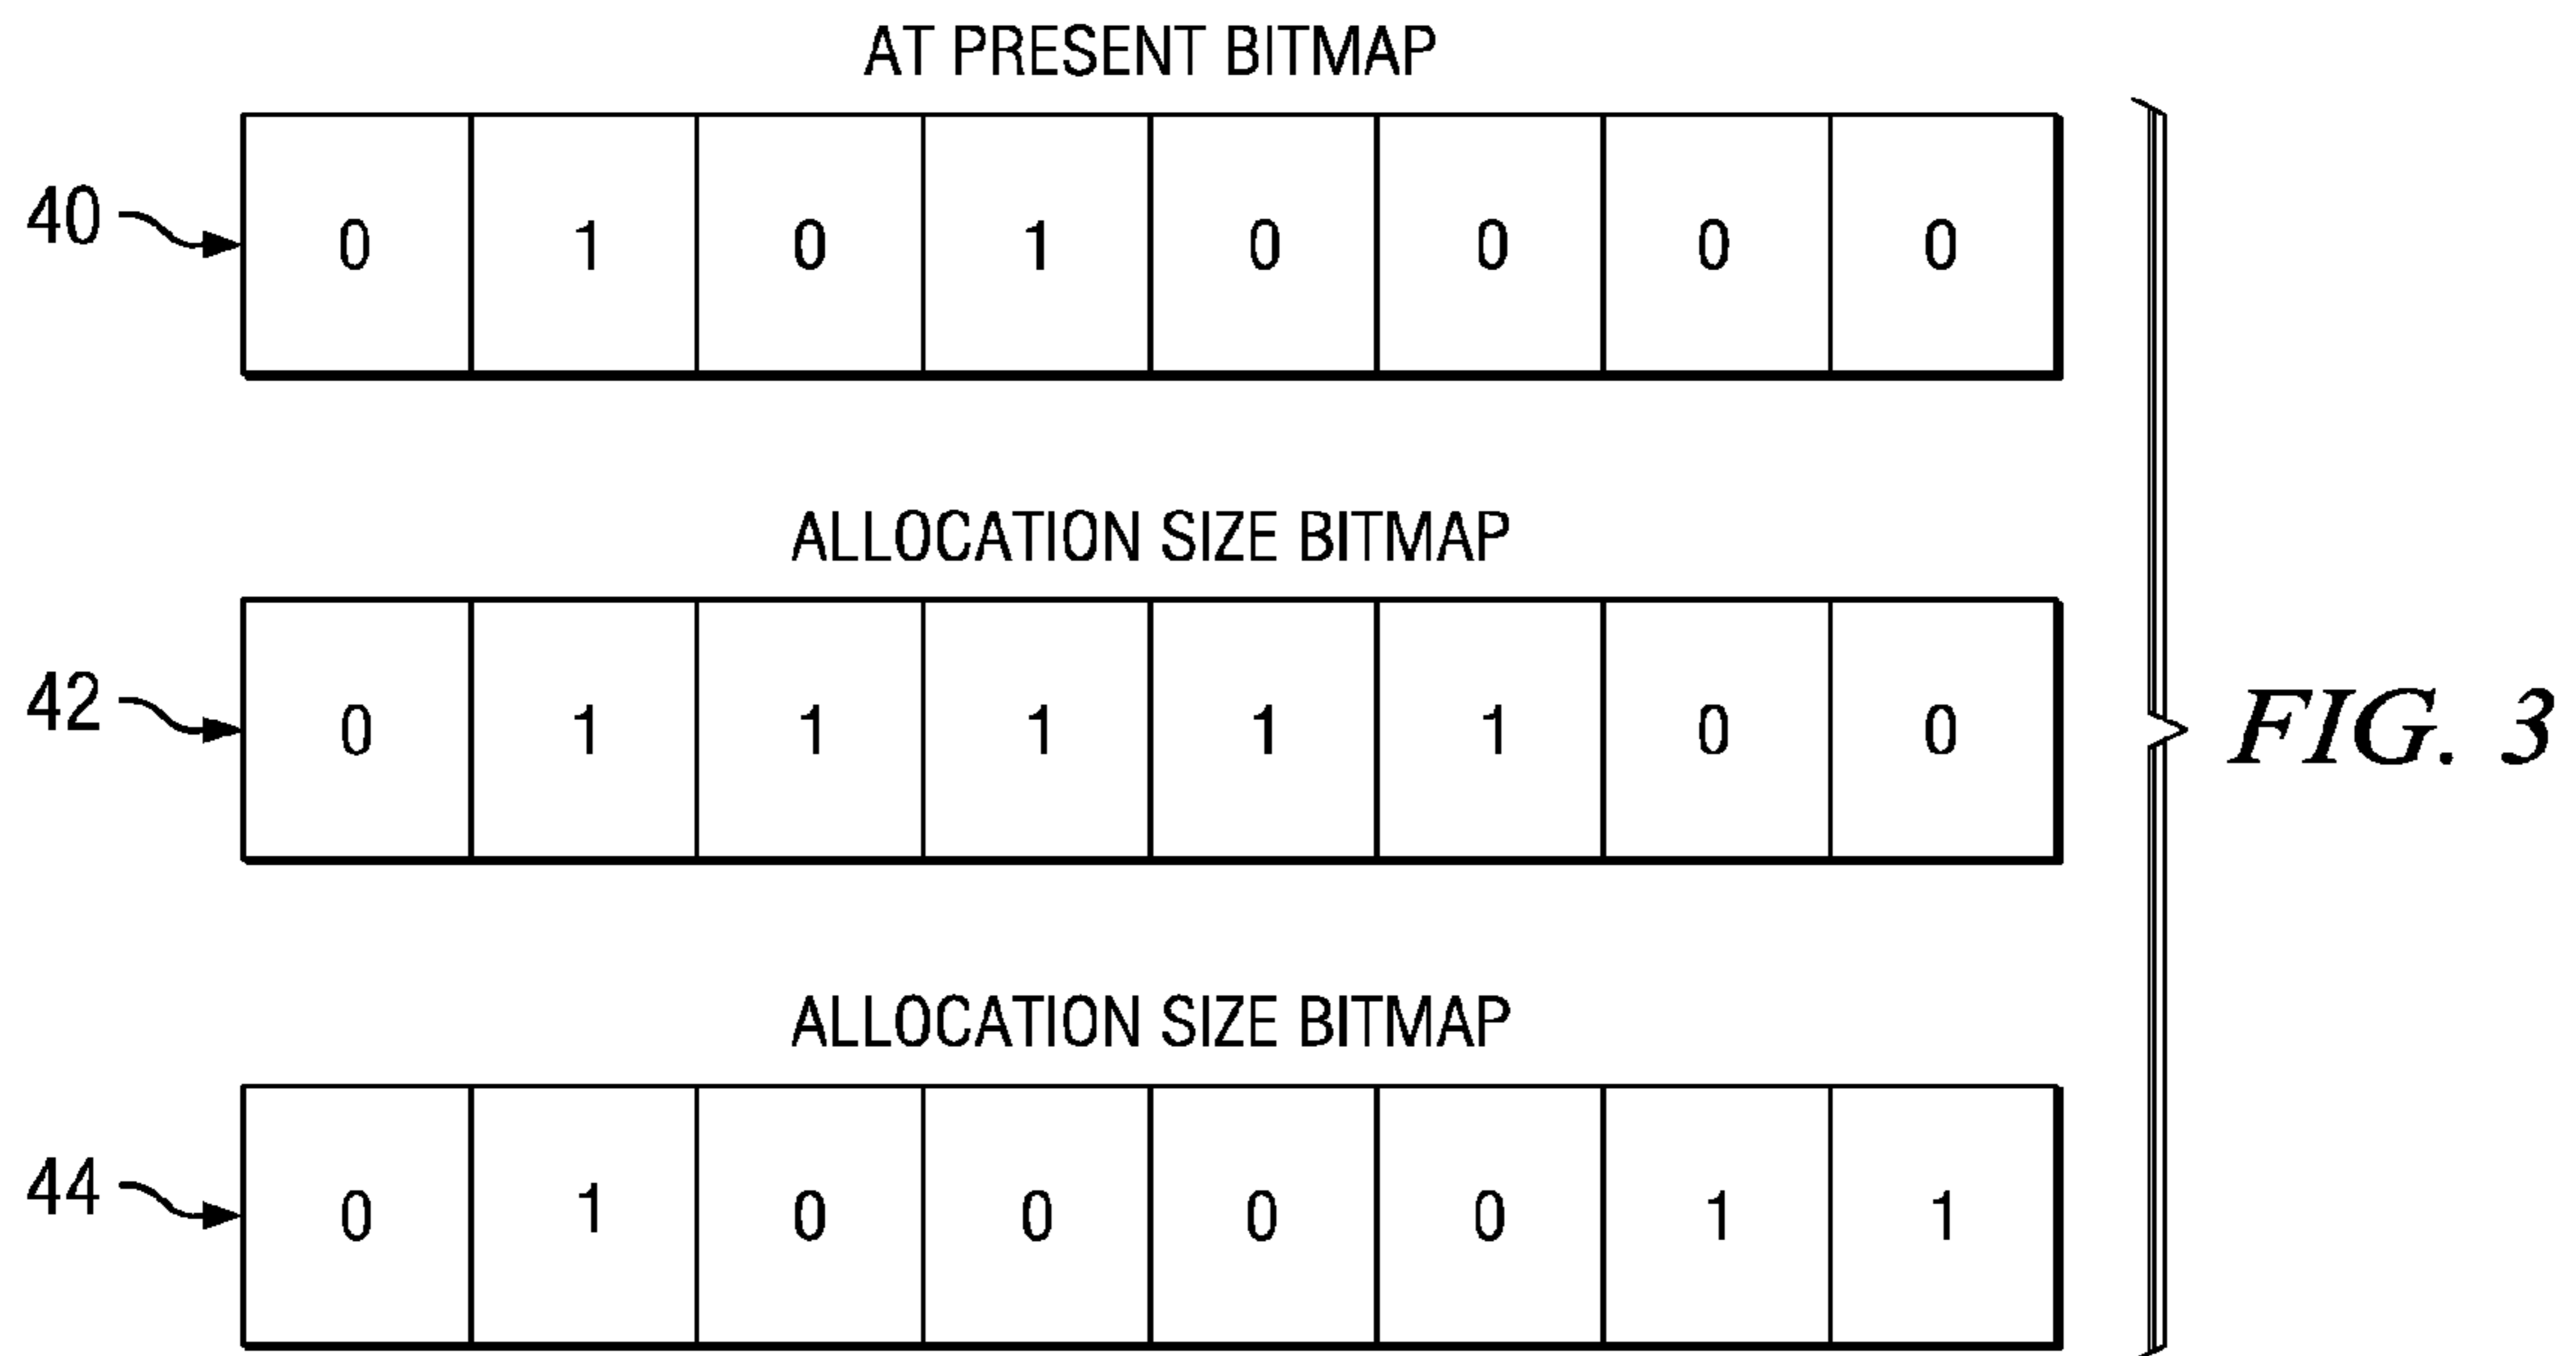 AT PRESENT BITMAP
40 0 1 0 1 0 0 0 0
ALLOCATION SIZE BITMAP
42 0 1 1 1 1 1 0 0
FIG. 3
ALLOCATION SIZE BITMAP
44 0 1 0 0 0 0 1 1